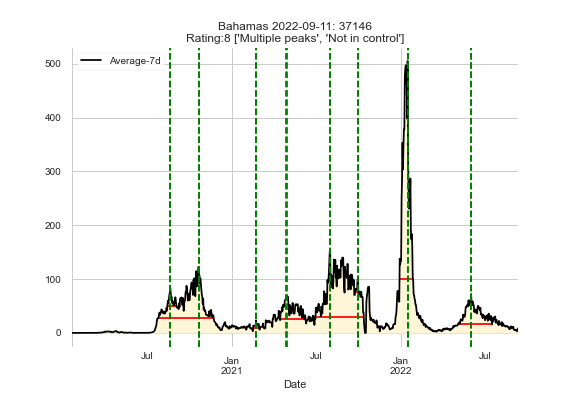 Bahamas 2022-09-11: 37146
Rating:8 ['Multiple peaks', 'Not in control']
Average-7d
500
400
300
200
100
0
Jul
Jan
2021
Jul
Jan
2022
Jul
Date